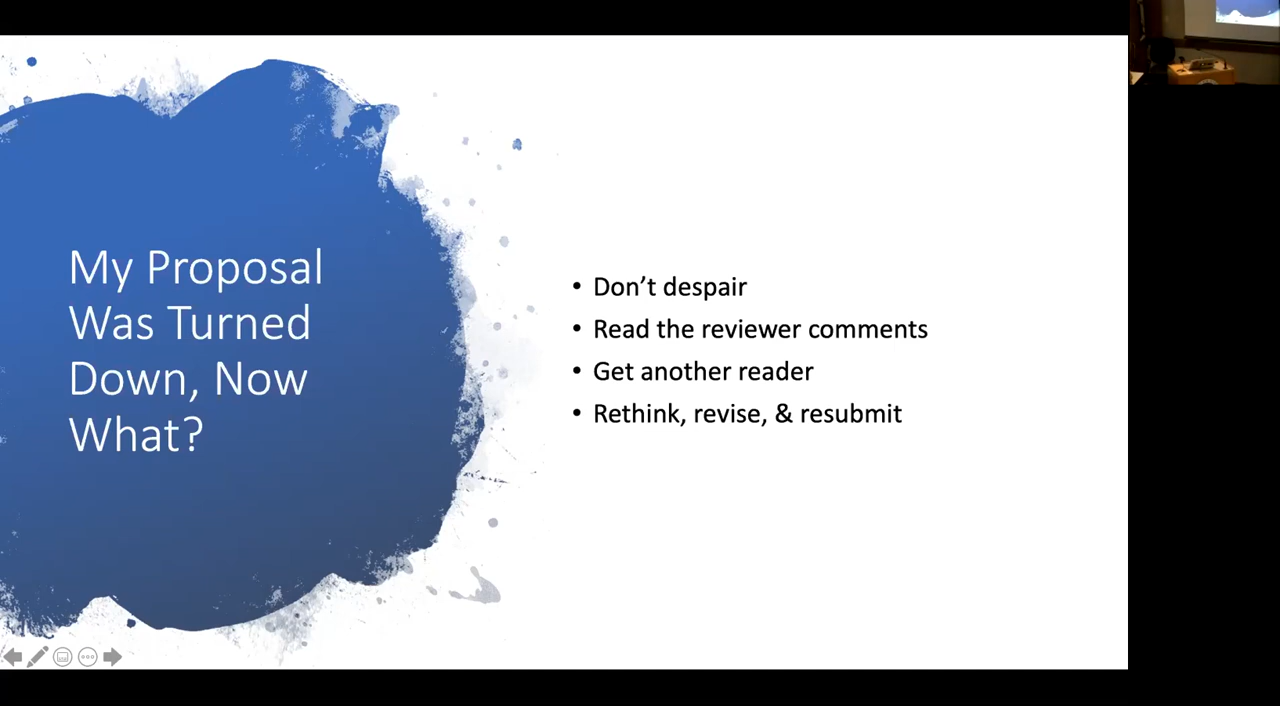 My Proposal
Was Turned
Down, Now
What?
• Don’t despair
• Read the reviewer comments
• Get another reader
• Rethink, revise, & resubmit